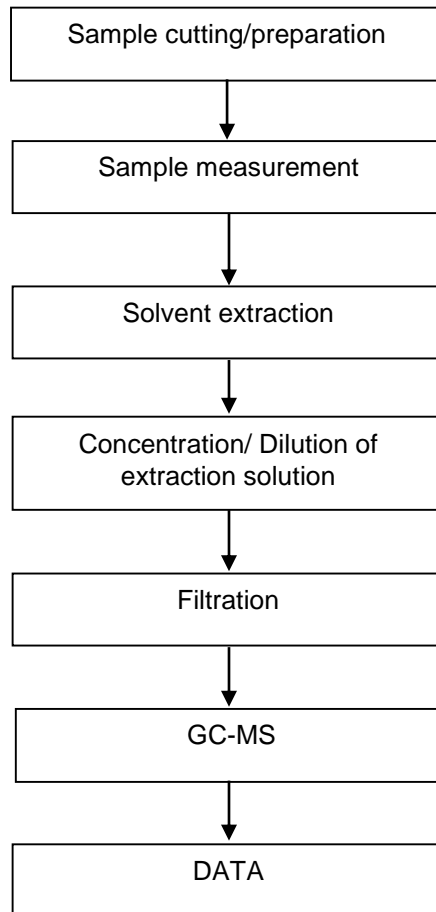 Sample cutting/preparation
Sample measurement
Solvent extraction
Concentration/ Dilution of
extraction solution
Filtration
GC-MS
DATA